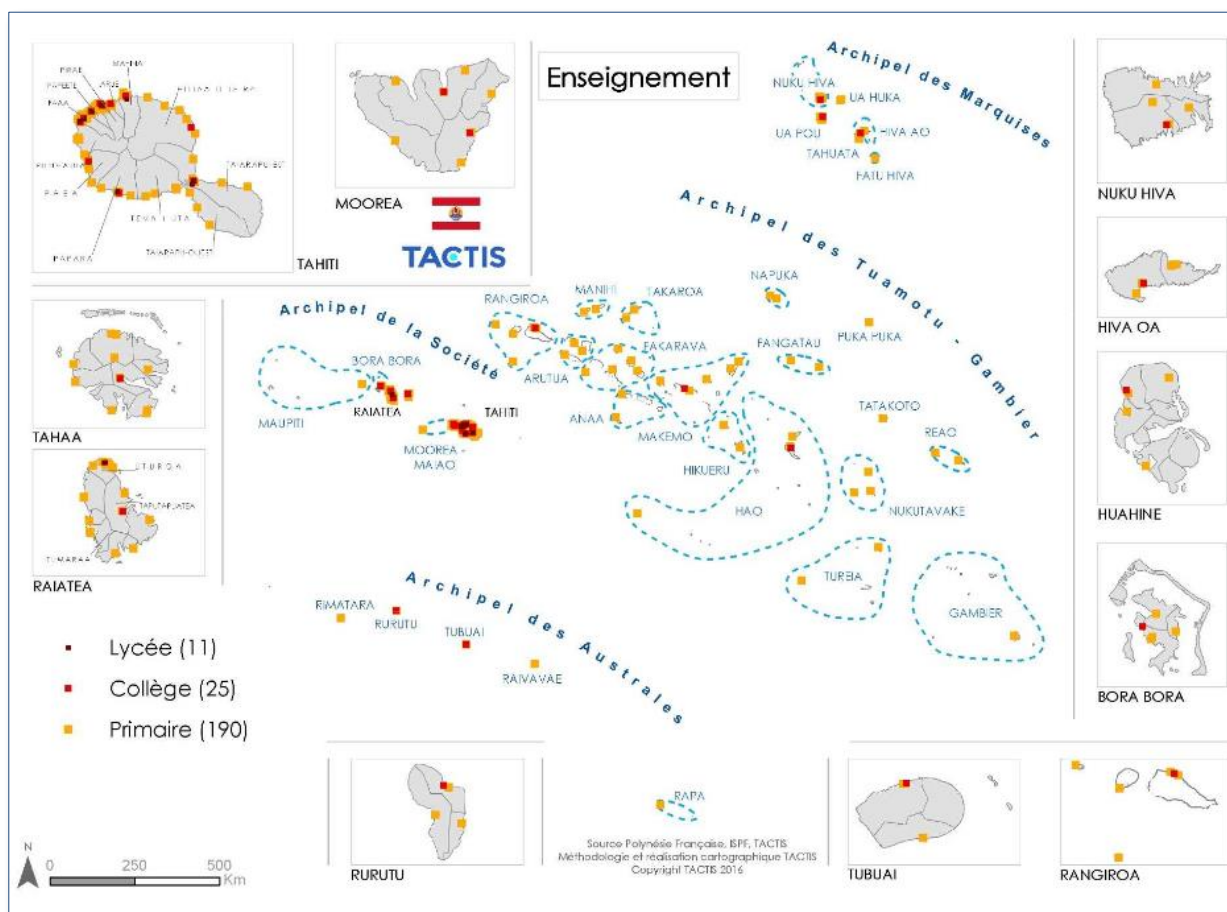 Enseignement
Archipel des Marquises
NUKU HIVA
UA HUKA
UA POU
HIVA AO
TAHUATA
FATU HIVA
MAHINA
PIRAE
ARUE
PAPEETE
FAAA
PAEA
PAPARA
TAHITI
MOOREA
TACTIS
NUKU HIVA
Archipel des Tuamotu - Gambier
HIVA OA
NAPUKA
PUKA PUKA
FANGATAU
TATAKOTO
REAO
NUKUTAVAKE
RANGIROA
MANIHI
TAKAROA
FAKARAVA
ARUTUA
ANAA
MAKEMO
HIKUERU
HAO
TUREIA
GAMBIER
Archipel de la Société
BORA BORA
MAUPITI
RAIATEA
TAHITI
MOOREA -
MAIAO
TAHAA
UTUROA
TAPUTAPUATEA
TUMARAA
RAIATEA
HUAHINE
BORA BORA
Archipel des Australes
RIMATARA
RURUTU
TUBUAI
RAIVAVAE
Lycée (11)
Collège (25)
Primaire (190)
RAPA
Source Polynésie Française, ISPF, TACTIS
Méthodologie et réalisation cartographique TACTIS
Copyright TACTIS 2016
N
0 250 500
Km
RURUTU
TUBUAI
RANGIROA